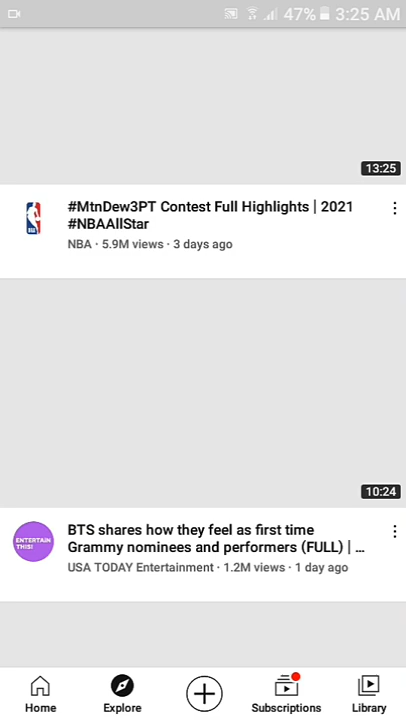 47% 3:25 AM
13:25
#MtnDew3PT Contest Full Highlights | 2021
#NBAAllStar
NBA · 5.9M views · 3 days ago
10:24
ENTERTAIN
THIS!
BTS shares how they feel as first time
Grammy nominees and performers (FULL) | ...
USA TODAY Entertainment · 1.2M views · 1 day ago
Home Explore Subscriptions Library